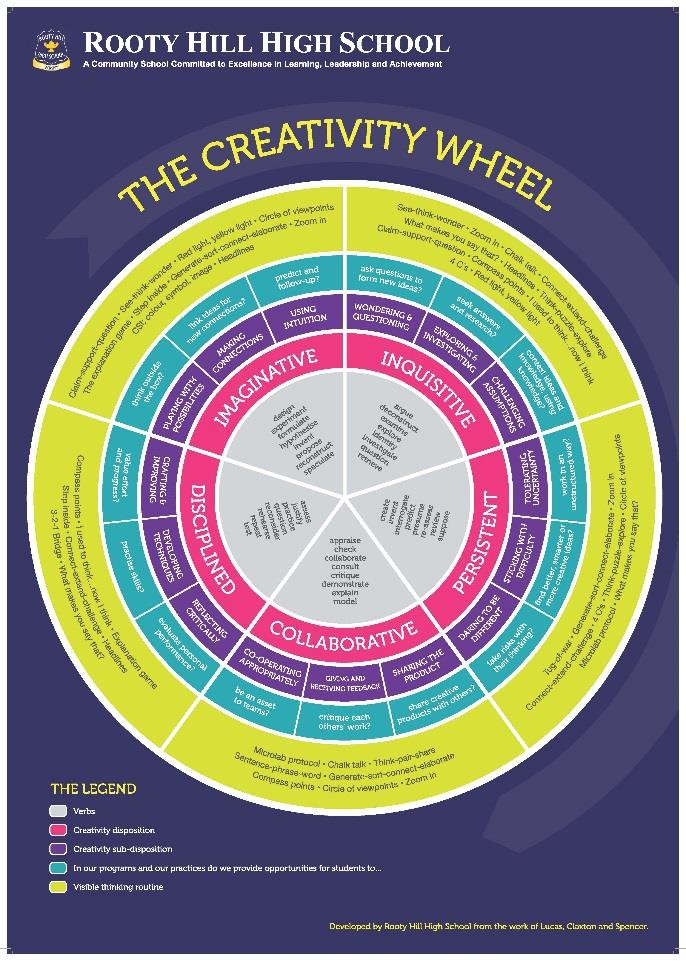 ROOTY HILL HIGH SCHOOL
A Community School Committed to Excellence in Learning, Leadership and Achievement
THE CREATIVITY WHEEL
Claim-support-question • See-think-wonder • Red light, yellow light • Circle of viewpoints
The explanation game • Step inside • Generate-sort-connect-elaborate • Zoom in
CSI: colour, symbol, image • Headlines
See-think-wonder • Zoom in • Chalk talk • Connect-extend-challenge
What makes you say that? • Headlines • Think-puzzle-explore
Claim-support-question • Compass points • I used to think... now I think
4 C's • Red light, yellow light
think outside
the box?
link ideas for
new connections?
predict and
follow-up?
ask questions to
form new ideas?
seek answers
and research?
contest ideas and
knowledge using
knowledge?
PLAYING WITH
POSSIBILITIES
MAKING
CONNECTIONS
USING
INTUITION
WONDERING &
QUESTIONING
EXPLORING &
INVESTIGATING
CHALLENGING
ASSUMPTIONS
IMAGINATIVE
INQUISITIVE
design
experiment
formulate
hypothesise
invent
propose
reconstruct
speculate
argue
deconstruct
examine
explore
identify
investigate
question
retrieve
Compass points • I used to think... now I think • Explanation game
Step inside • Connect-extend-challenge • Headlines
3-2-1 Bridge • What makes you say that?
value effort
and progress?
practise skills?
evaluate personal
performance?
CRAFTING &
IMPROVING
DEVELOPING
TECHNIQUES
REFLECTING
CRITICALLY
DISCIPLINED
assess
justify
practice
question
reconsider
research
repeat
test
create
invent
interrogate
predict
presume
re-assess
review
suppose
PERSISTENT
TOLERATING
UNCERTAINTY
STICKING WITH
DIFFICULTY
DARING TO BE
DIFFERENT
work in an
understanding way?
find better, smarter or
more creative ideas?
take risks with
their thinking?
Tug-of-war • Generate-sort-connect-elaborate • Zoom in
Connect-extend-challenge • 4 C's • Think-puzzle-explore • Circle of viewpoints
Microlab protocol • What makes you say that?
appraise
check
collaborate
consult
critique
demonstrate
explain
model
COLLABORATIVE
CO-OPERATING
APPROPRIATELY
GIVING AND
RECEIVING FEEDBACK
SHARING THE
PRODUCT
be an asset
to teams?
critique each
others' work?
share creative
products with others?
Microlab protocol • Chalk talk • Think-pair-share
Sentence-phrase-word • Generate-sort-connect-elaborate
Compass points • Circle of viewpoints • Zoom in
THE LEGEND
Verbs
Creativity disposition
Creativity sub-disposition
In our programs and our practices do we provide opportunities for students to...
Visible thinking routine
Developed by Rooty Hill High School from the work of Lucas, Claxton and Spencer.